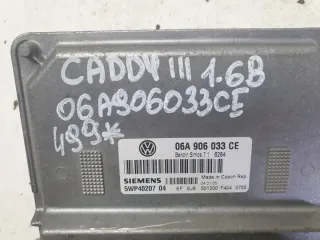 CADDY III 1.6B
06A906033CE
499*
06A 906 033 CE
Benzin Simos 7.1 6264
Made in Czech Rep.
SIEMENS
5WP40207 04